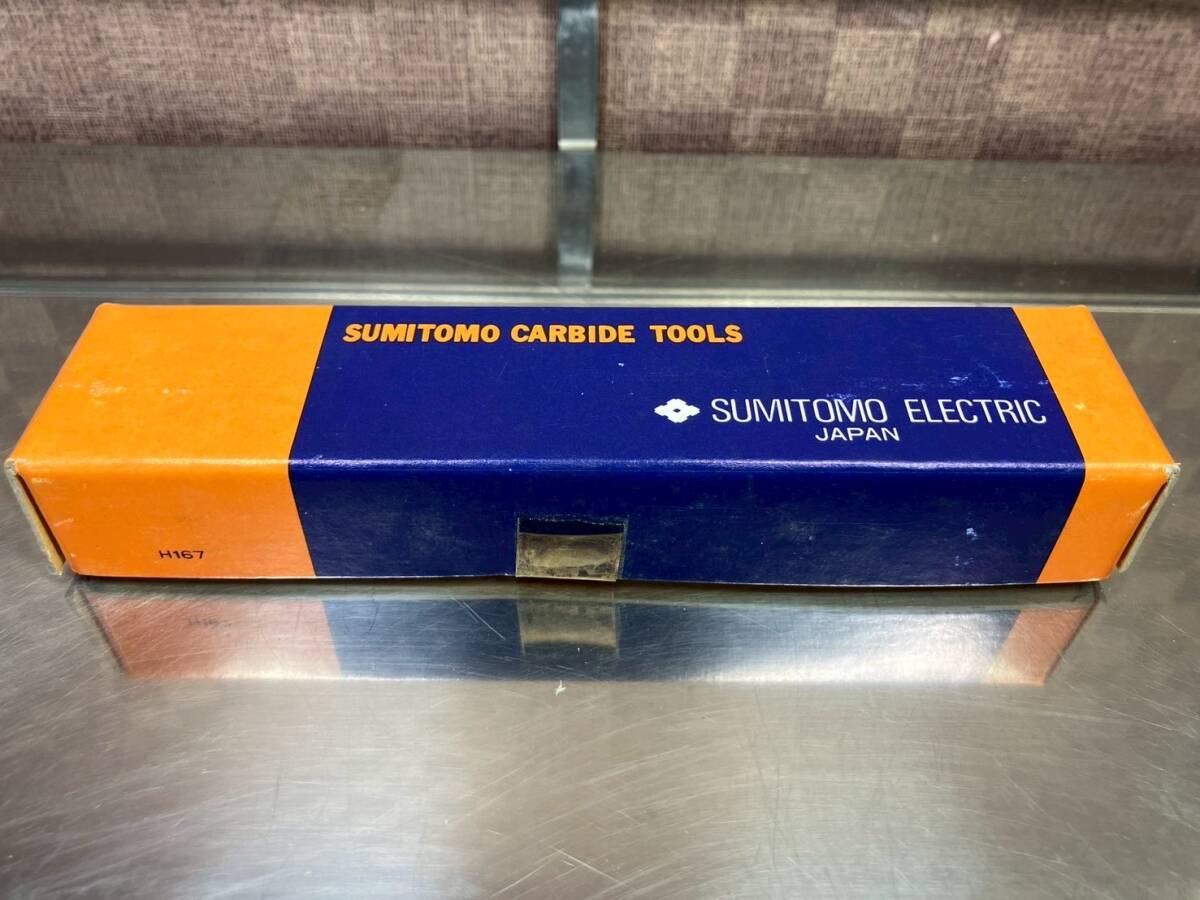 SUMITOMO CARBIDE TOOLS
SUMITOMO ELECTRIC
JAPAN
H167